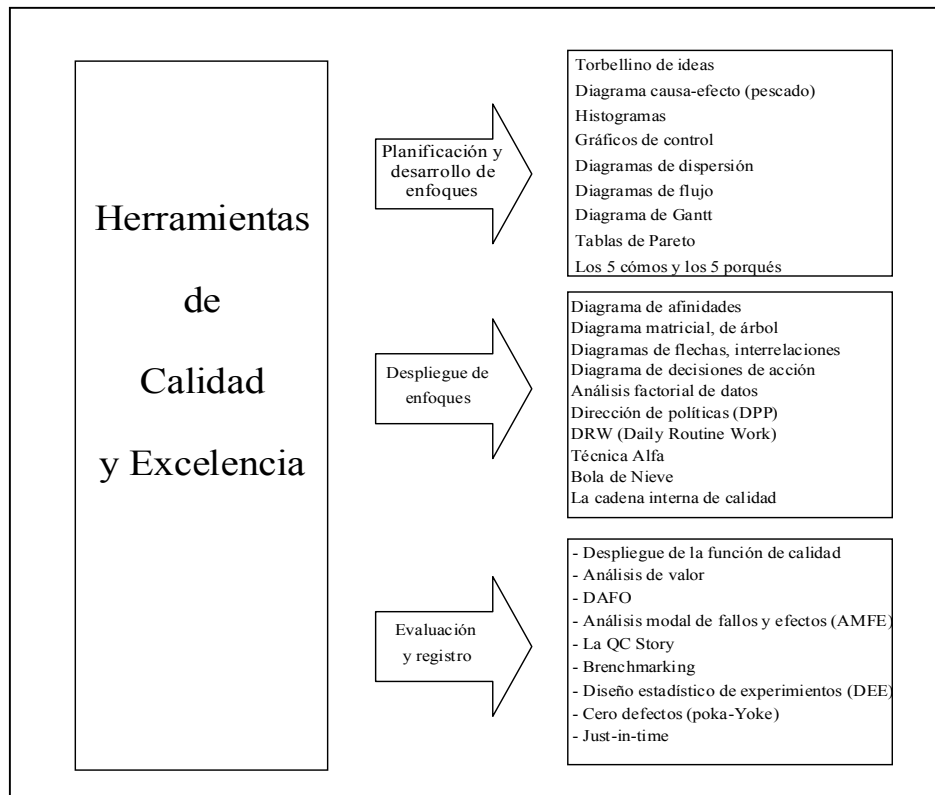 Herramientas
de
Calidad
y Excelencia
Planificación y
desarrollo de
enfoques
Torbellino de ideas
Diagrama causa-efecto (pescado)
Histogramas
Gráficos de control
Diagramas de dispersión
Diagramas de flujo
Diagrama de Gantt
Tablas de Pareto
Los 5 cómos y los 5 porqués
Despliegue de
enfoques
Diagrama de afinidades
Diagrama matricial, de árbol
Diagramas de flechas, interrelaciones
Diagrama de decisiones de acción
Análisis factorial de datos
Dirección de políticas (DPP)
DRW (Daily Routine Work)
Técnica Alfa
Bola de Nieve
La cadena interna de calidad
Evaluación
y registro
- Despliegue de la función de calidad
- Análisis de valor
- DAFO
- Análisis modal de fallos y efectos (AMFE)
- La QC Story
- Brenchmarking
- Diseño estadístico de experimentos (DEE)
- Cero defectos (poka-Yoke)
- Just-in-time